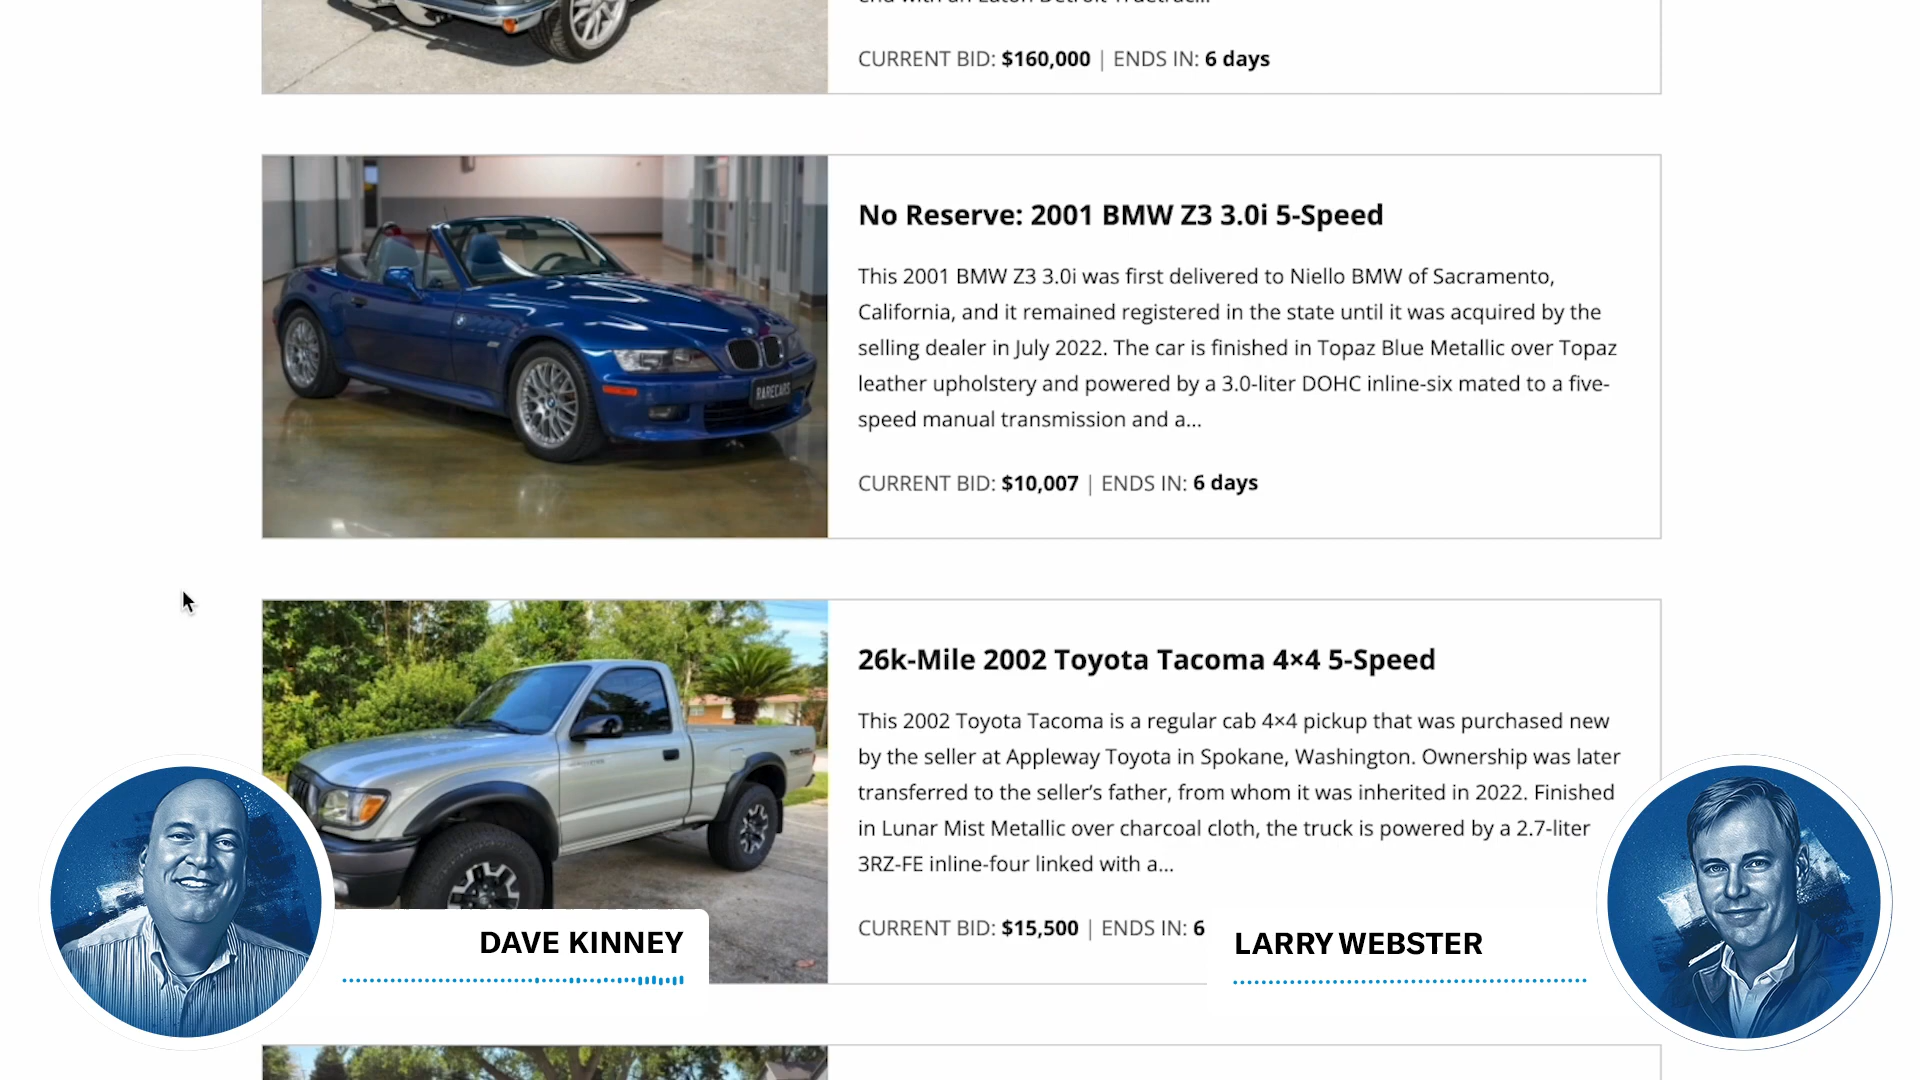 CURRENT BID: $160,000 | ENDS IN: 6 days
No Reserve: 2001 BMW Z3 3.0i 5-Speed
This 2001 BMW Z3 3.0i was first delivered to Niello BMW of Sacramento,
California, and it remained registered in the state until it was acquired by the
selling dealer in July 2022. The car is finished in Topaz Blue Metallic over Topaz
leather upholstery and powered by a 3.0-liter DOHC inline-six mated to a five-
speed manual transmission and a...
CURRENT BID: $10,007 | ENDS IN: 6 days
RARECARS
26k-Mile 2002 Toyota Tacoma 4×4 5-Speed
This 2002 Toyota Tacoma is a regular cab 4×4 pickup that was purchased new
by the seller at Appleway Toyota in Spokane, Washington. Ownership was later
transferred to the seller’s father, from whom it was inherited in 2022. Finished
in Lunar Mist Metallic over charcoal cloth, the truck is powered by a 2.7-liter
3RZ-FE inline-four linked with a...
CURRENT BID: $15,500 | ENDS IN: 6
DAVE KINNEY
LARRY WEBSTER